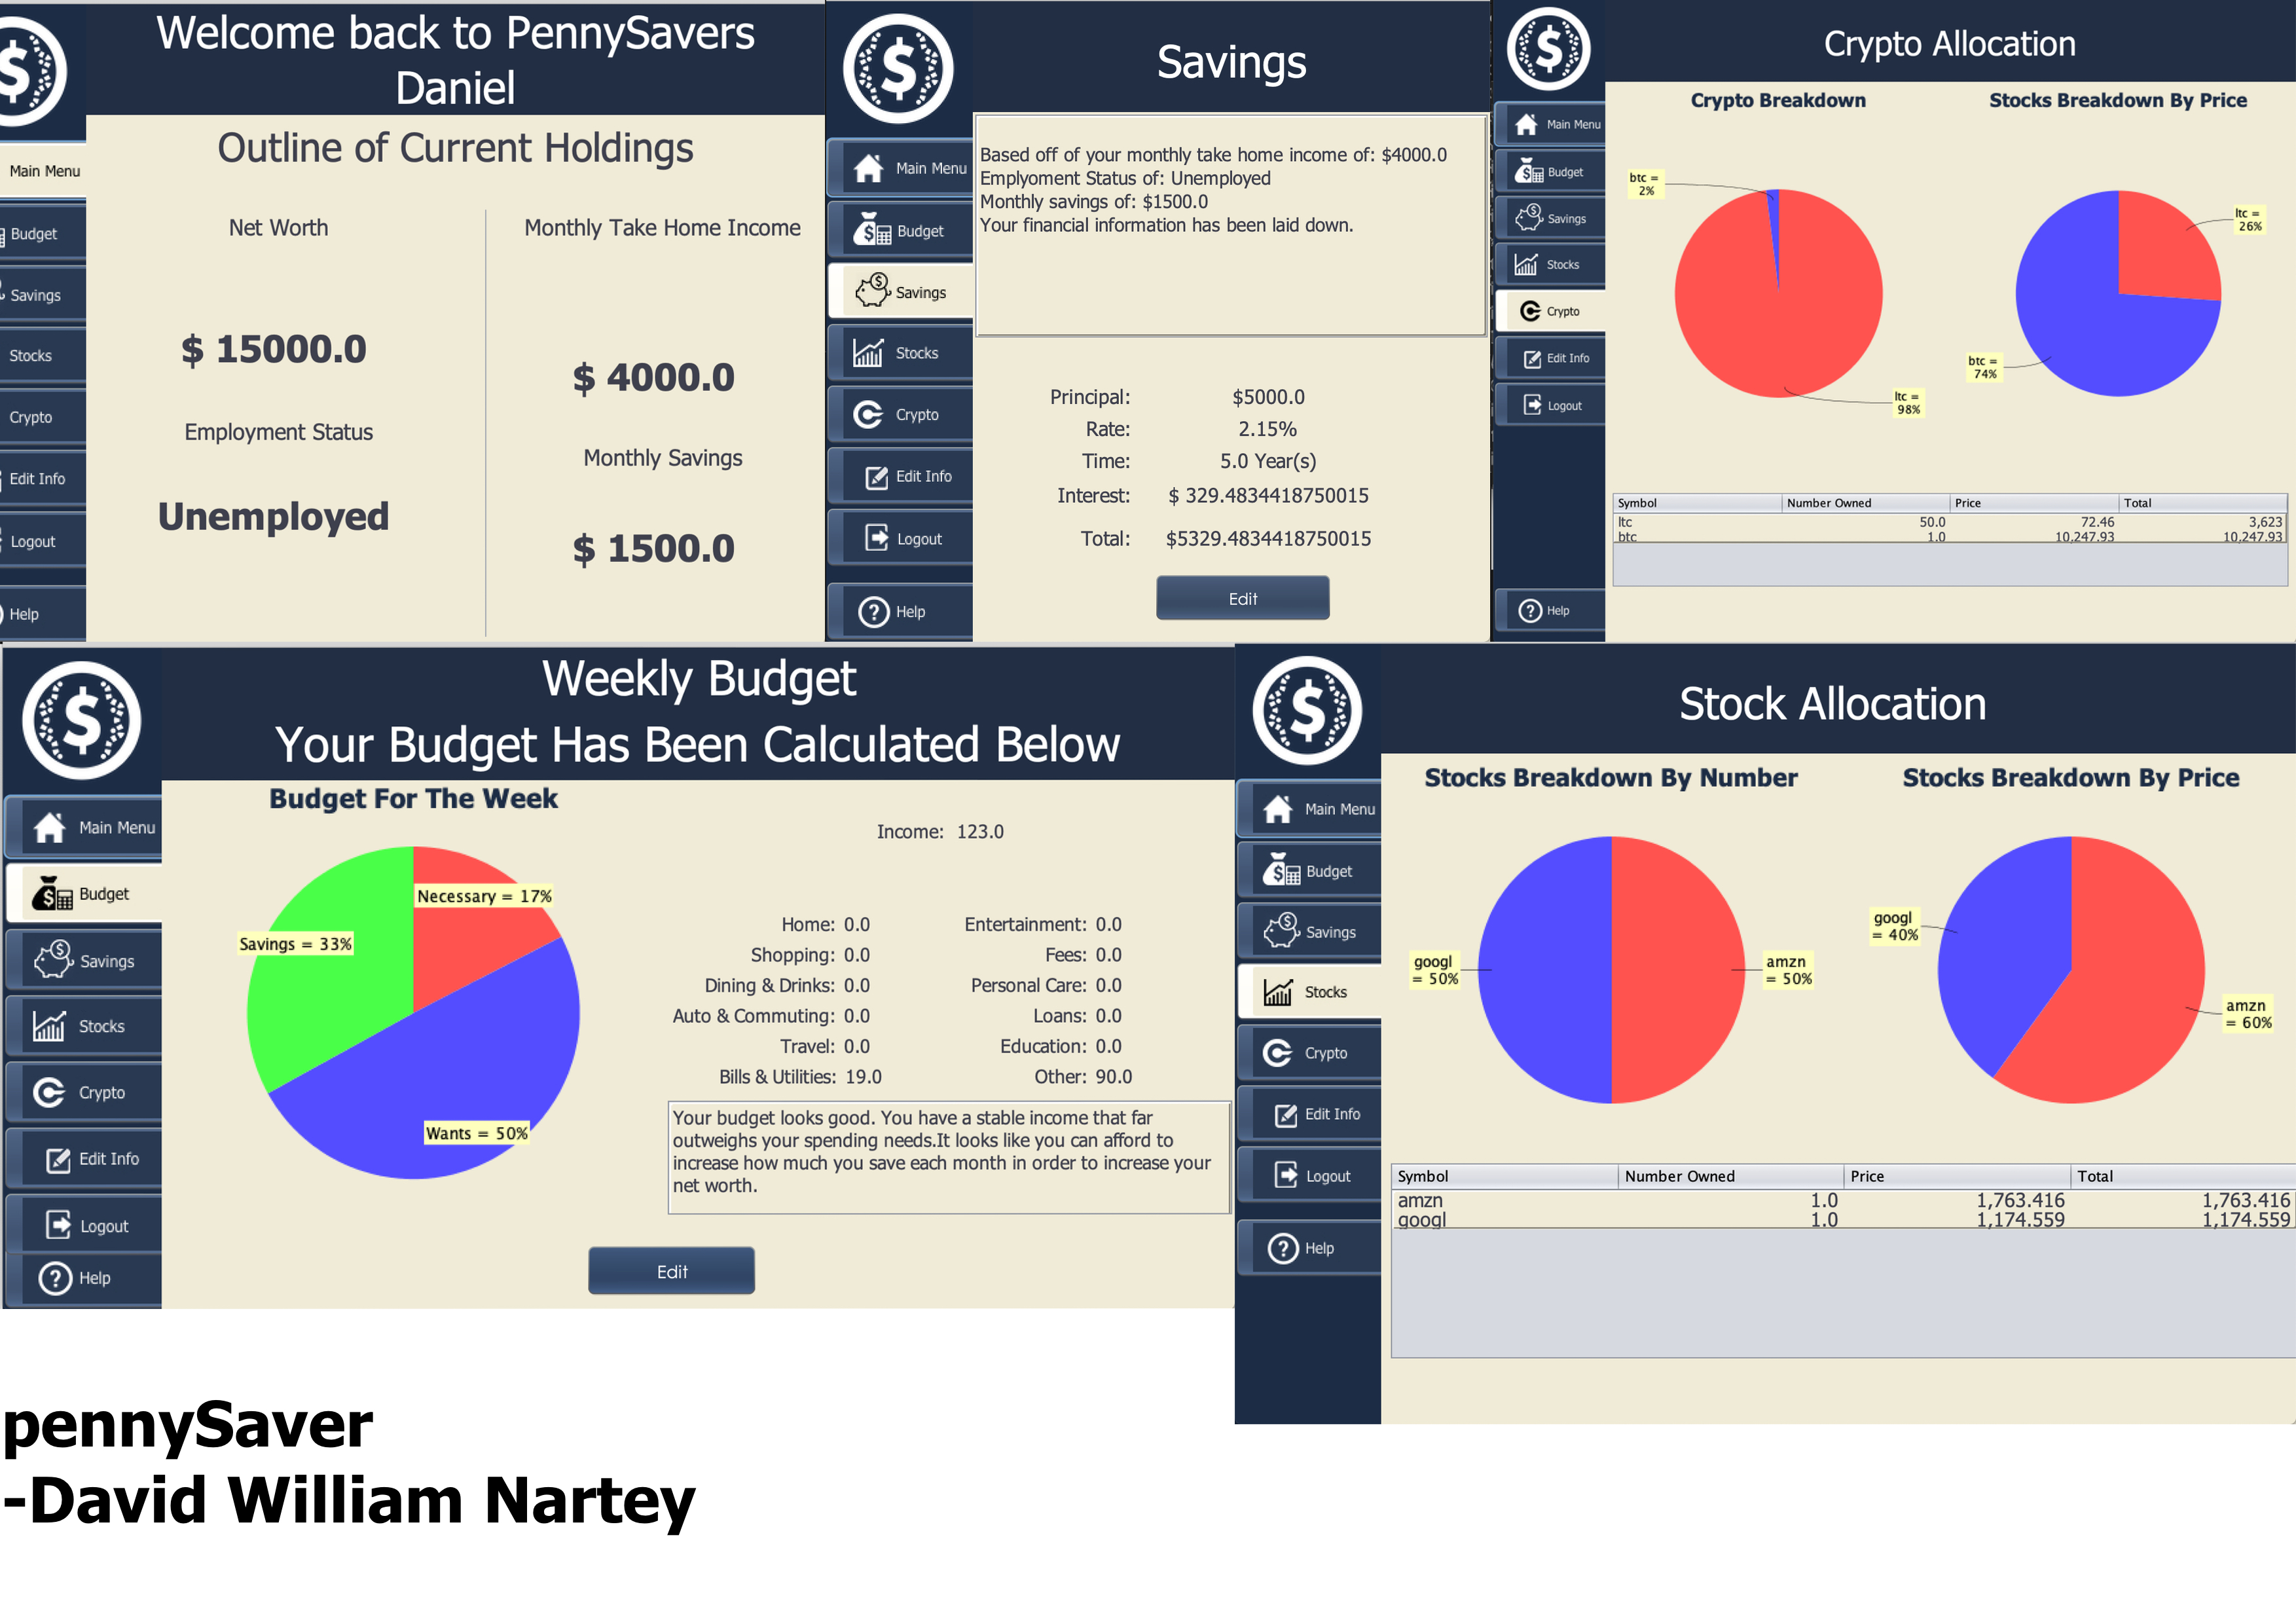 Welcome back to PennySavers
Daniel
Main Menu
Budget
Savings
Stocks
Crypto
Edit Info
Logout
Help
Outline of Current Holdings
Net Worth
$ 15000.0
Employment Status
Unemployed
Monthly Take Home Income
$ 4000.0
Monthly Savings
$ 1500.0
$
Savings
Main Menu
Budget
Savings
Stocks
Crypto
Edit Info
Logout
Help
Based off of your monthly take home income of: $4000.0
Emplyoment Status of: Unemployed
Monthly savings of: $1500.0
Your financial information has been laid down.
Principal: $5000.0
Rate: 2.15%
Time: 5.0 Year(s)
Interest: $ 329.4834418750015
Total: $5329.4834418750015
Edit
$
Crypto Allocation
Main Menu
Budget
Savings
Stocks
Crypto
Edit Info
Logout
Help
Crypto Breakdown
btc =
2%
ltc =
98%
Stocks Breakdown By Price
ltc =
26%
btc =
74%
Symbol Number Owned Price Total
ltc 50.0 72.46 3,623
btc 1.0 10,247.93 10,247.93
$
Weekly Budget
Your Budget Has Been Calculated Below
Main Menu
Budget
Savings
Stocks
Crypto
Edit Info
Logout
Help
Budget For The Week
Necessary = 17%
Savings = 33%
Wants = 50%
Income: 123.0
Home: 0.0 Entertainment: 0.0
Shopping: 0.0 Fees: 0.0
Dining & Drinks: 0.0 Personal Care: 0.0
Auto & Commuting: 0.0 Loans: 0.0
Travel: 0.0 Education: 0.0
Bills & Utilities: 19.0 Other: 90.0
Your budget looks good. You have a stable income that far
outweighs your spending needs.It looks like you can afford to
increase how much you save each month in order to increase your
net worth.
Edit
$
Stock Allocation
Main Menu
Budget
Savings
Stocks
Crypto
Edit Info
Logout
Help
Stocks Breakdown By Number
googl
= 50%
amzn
= 50%
Stocks Breakdown By Price
googl
= 40%
amzn
= 60%
Symbol Number Owned Price Total
amzn 1.0 1,763.416 1,763.416
googl 1.0 1,174.559 1,174.559
pennySaver
-David William Nartey